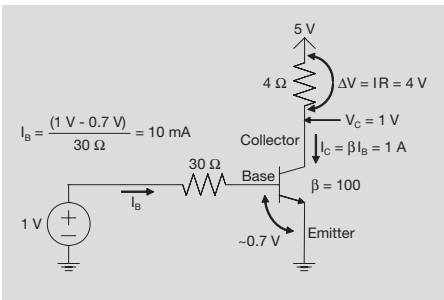 5 V
4 Ω
ΔV = IR = 4 V
V_C = 1 V
I_B = (1 V - 0.7 V) / 30 Ω = 10 mA
Collector
I_C = βI_B = 1 A
30 Ω
Base
β = 100
I_B
1 V
+
−
~0.7 V
Emitter